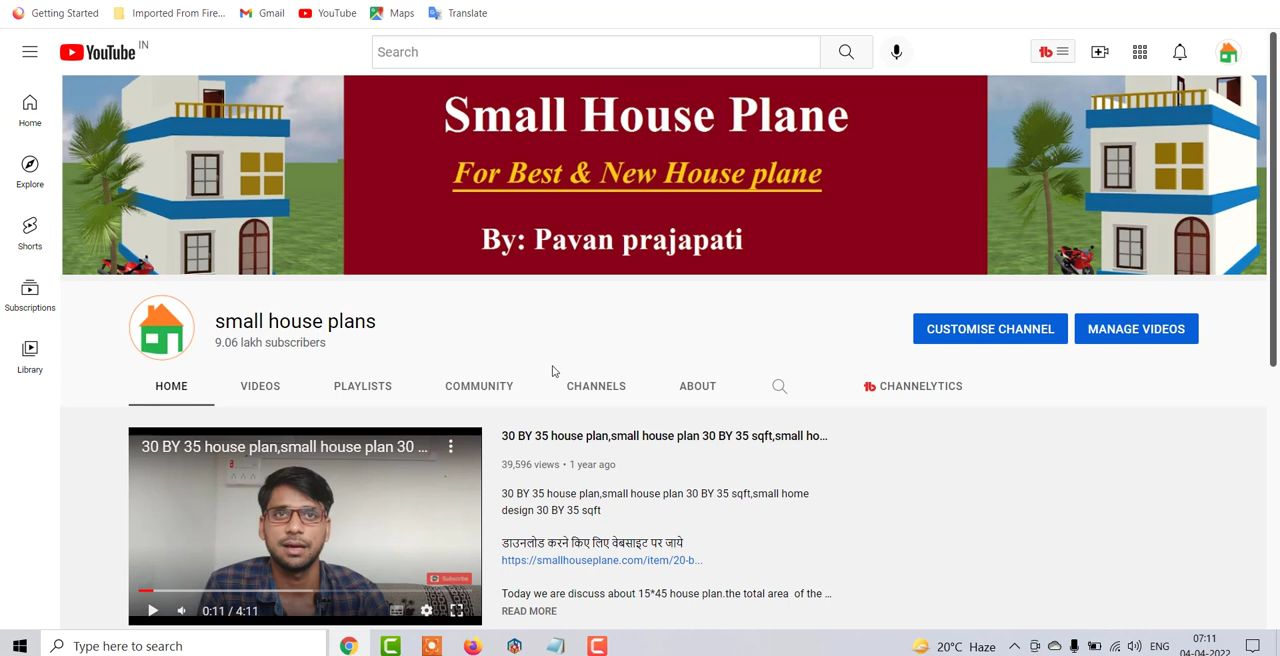 Getting Started Imported From Fire... Gmail YouTube Maps Translate
YouTube IN
Search
Small House Plane
For Best & New House plane
By: Pavan prajapati
Home
Explore
Shorts
Subscriptions
Library
small house plans
9.06 lakh subscribers
CUSTOMISE CHANNEL MANAGE VIDEOS
HOME VIDEOS PLAYLISTS COMMUNITY CHANNELS ABOUT CHANNELYTICS
30 BY 35 house plan,small house plan 30 ...
Subscribe
0:11 / 4:11
30 BY 35 house plan,small house plan 30 BY 35 sqft,small ho...
39,596 views • 1 year ago
30 BY 35 house plan,small house plan 30 BY 35 sqft,small home
design 30 BY 35 sqft
डाउनलोड करने किए लिए वेबसाइट पर जाये
https://smallhouseplane.com/item/20-b...
Today we are discuss about 15*45 house plan.the total area of the ...
READ MORE
Type here to search
20°C Haze ENG
07:11
04-04-2022